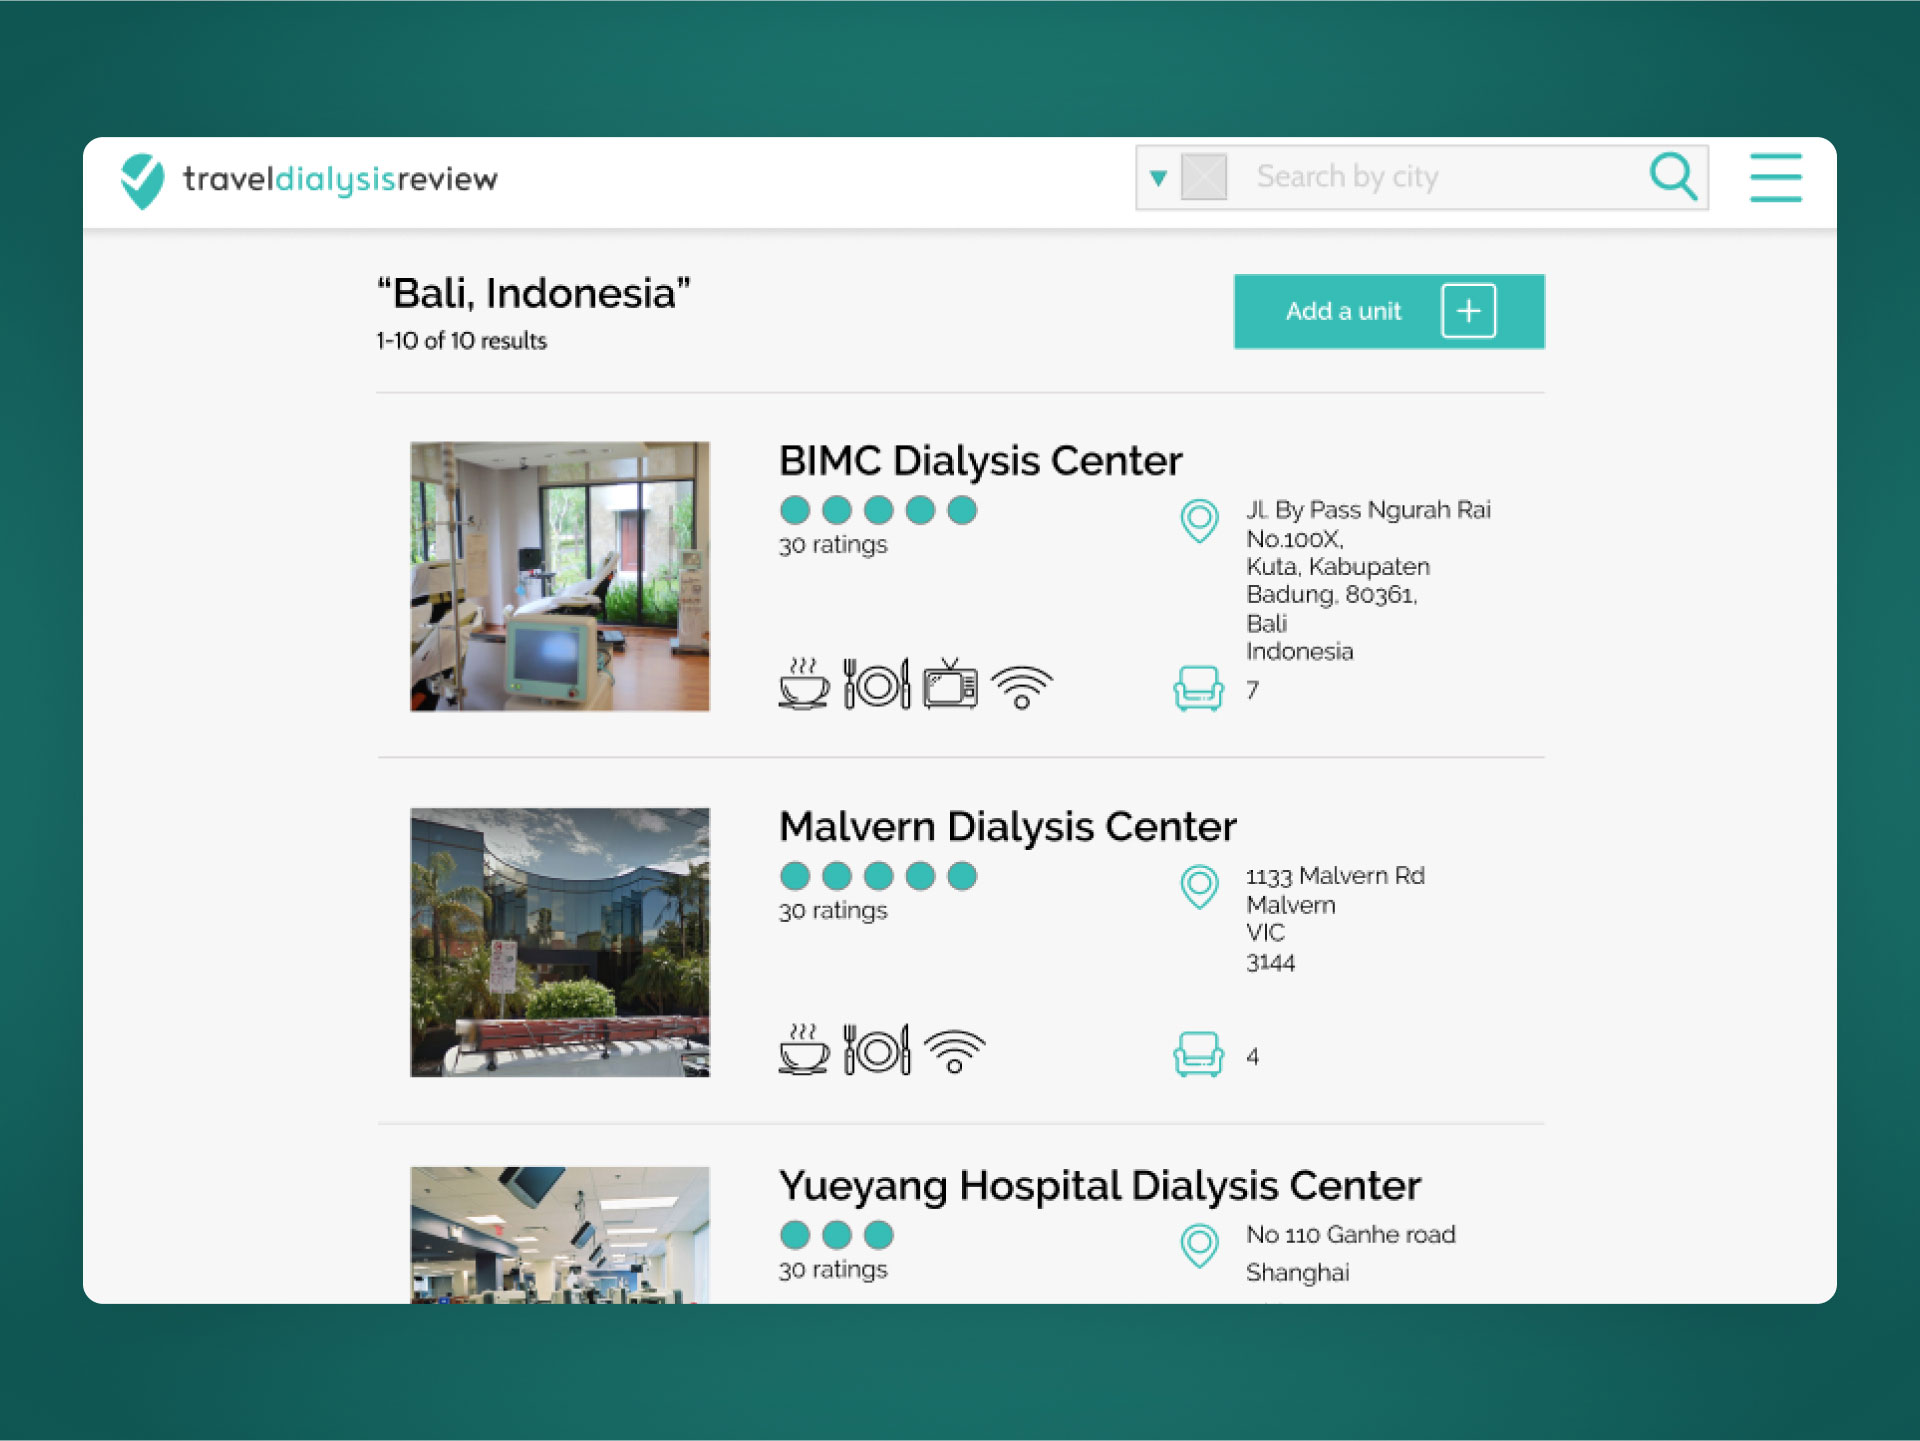 traveldialysisreview
Search by city
“Bali, Indonesia”
1-10 of 10 results
Add a unit
BIMC Dialysis Center
30 ratings
Jl. By Pass Ngurah Rai
No.100X,
Kuta, Kabupaten
Badung, 80361,
Bali
Indonesia
7
Malvern Dialysis Center
30 ratings
1133 Malvern Rd
Malvern
VIC
3144
4
Yueyang Hospital Dialysis Center
30 ratings
No 110 Ganhe road
Shanghai